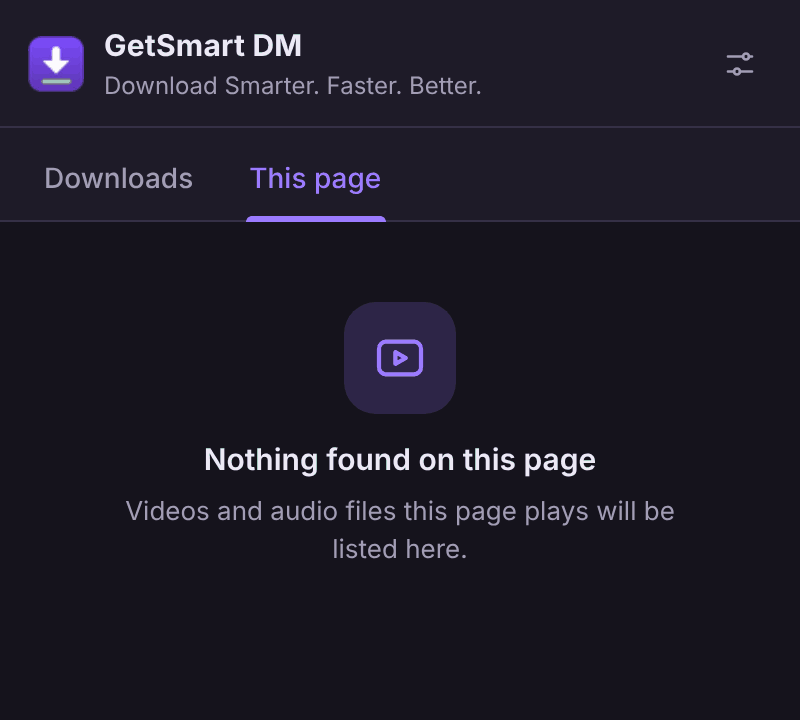 GetSmart DM
Download Smarter. Faster. Better.
Downloads
This page
Nothing found on this page
Videos and audio files this page plays will be
listed here.